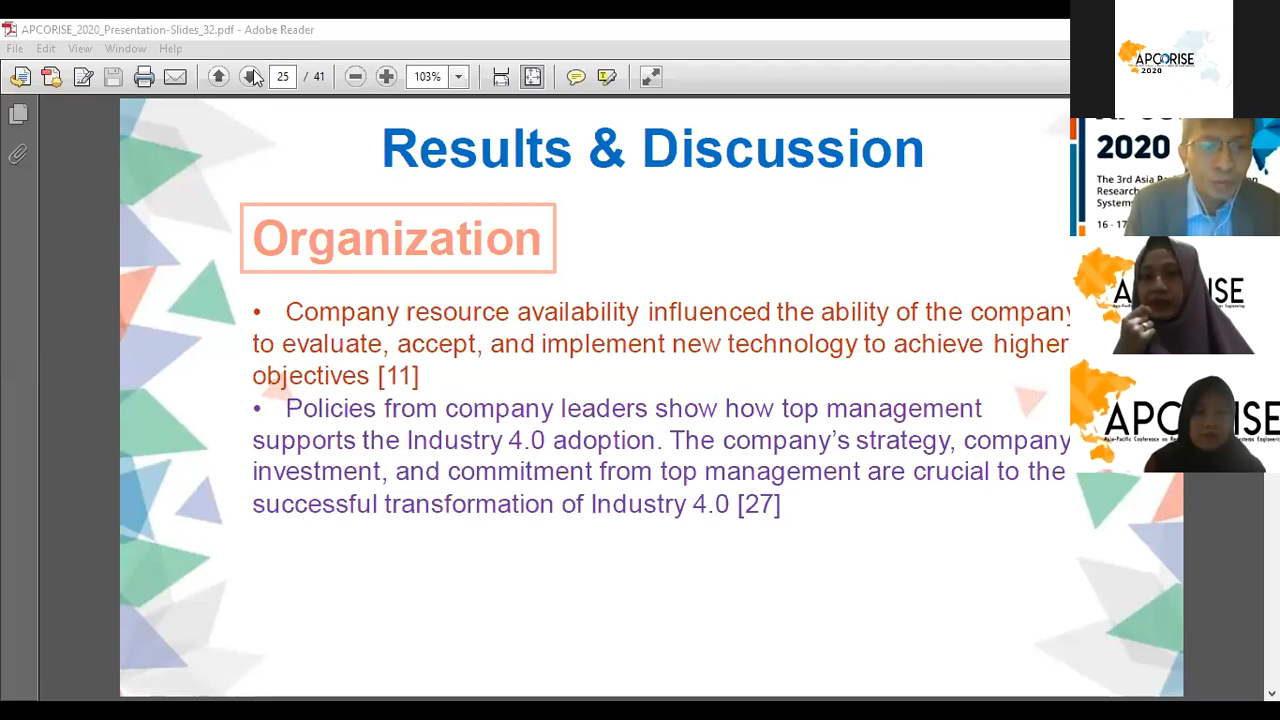 APCORISE_2020_Presentation-Slides_32.pdf - Adobe Reader
File Edit View Window Help
25 / 41 103%
Results & Discussion
Organization
• Company resource availability influenced the ability of the company
to evaluate, accept, and implement new technology to achieve higher
objectives [11]
• Policies from company leaders show how top management
supports the Industry 4.0 adoption. The company’s strategy, company
investment, and commitment from top management are crucial to the
successful transformation of Industry 4.0 [27]
APCORISE
2020
2020
The 3rd Asia
Research
Systems
16 - 17
ISE
APCORISE